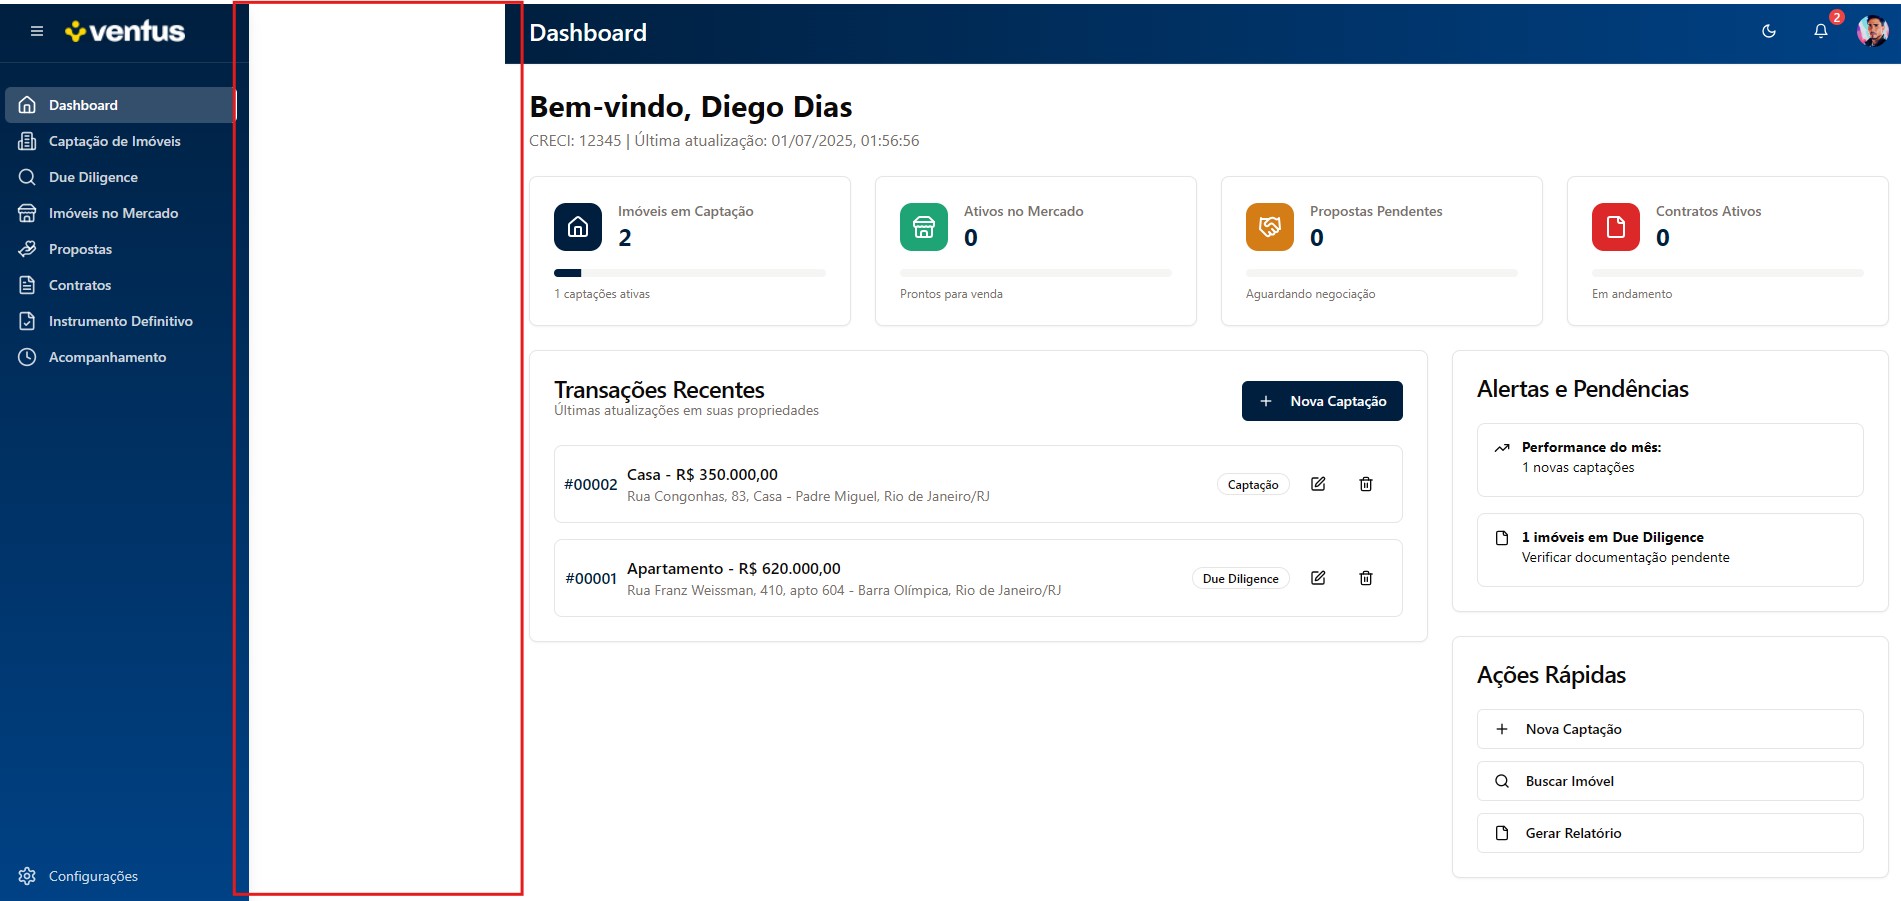 ventus
Dashboard
2
Dashboard
Captação de Imóveis
Due Diligence
Imóveis no Mercado
Propostas
Contratos
Instrumento Definitivo
Acompanhamento
Configurações
Bem-vindo, Diego Dias
CRECI: 12345 | Última atualização: 01/07/2025, 01:56:56
Imóveis em Captação
2
1 captações ativas
Ativos no Mercado
0
Prontos para venda
Propostas Pendentes
0
Aguardando negociação
Contratos Ativos
0
Em andamento
Transações Recentes
Últimas atualizações em suas propriedades
Nova Captação
#00002
Casa - R$ 350.000,00
Rua Congonhas, 83, Casa - Padre Miguel, Rio de Janeiro/RJ
Captação
#00001
Apartamento - R$ 620.000,00
Rua Franz Weissman, 410, apto 604 - Barra Olímpica, Rio de Janeiro/RJ
Due Diligence
Alertas e Pendências
Performance do mês:
1 novas captações
1 imóveis em Due Diligence
Verificar documentação pendente
Ações Rápidas
Nova Captação
Buscar Imóvel
Gerar Relatório